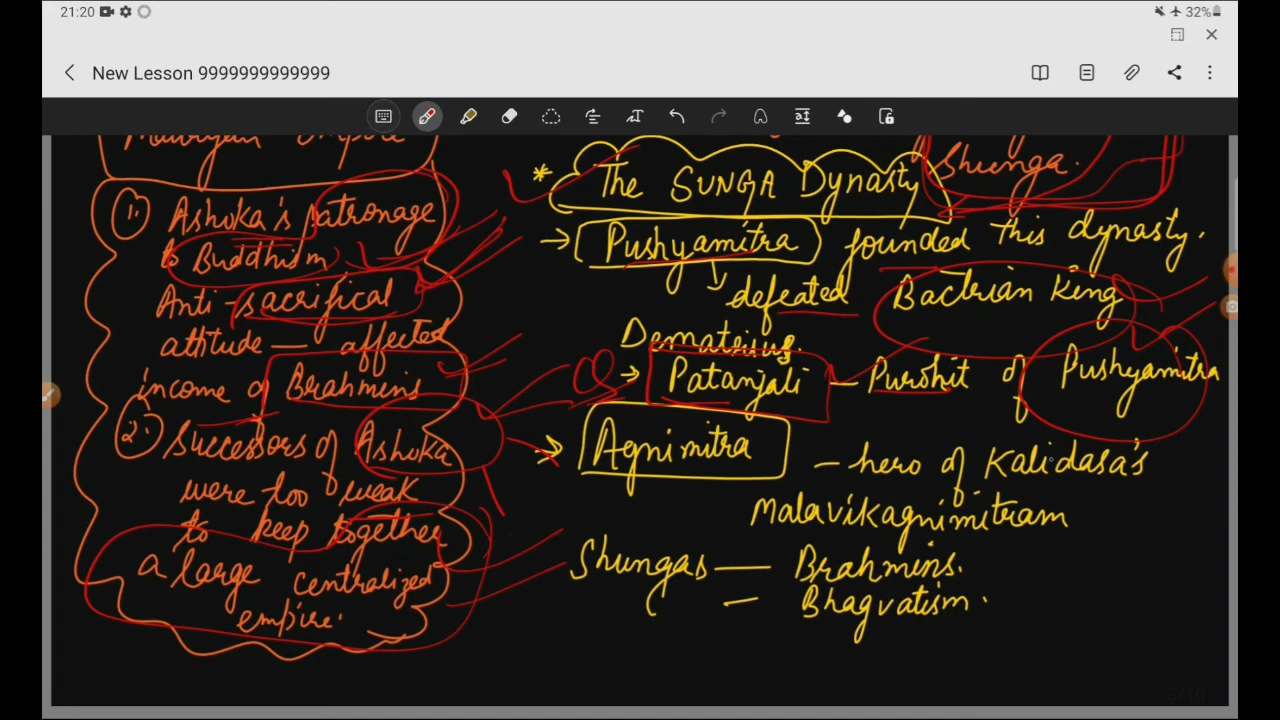 21:20
32%
New Lesson 9999999999999
Mauryan Empire
1. Ashoka's patronage
to Buddhism
Anti-sacrifical
attitude — affected
income of Brahmins
2. Successors of Ashoka
were too weak
to keep together
a large centralized
empire.
Shunga.
* The SUNGA Dynasty
→ Pushyamitra founded this dynasty.
↳ defeated Bactrian King
Demateius.
→ Patanjali — Purohit of Pushyamitra
→ Agnimitra — hero of Kalidasa's
Malavikagnimitram
Shungas — Brahmins.
— Bhagvatism.